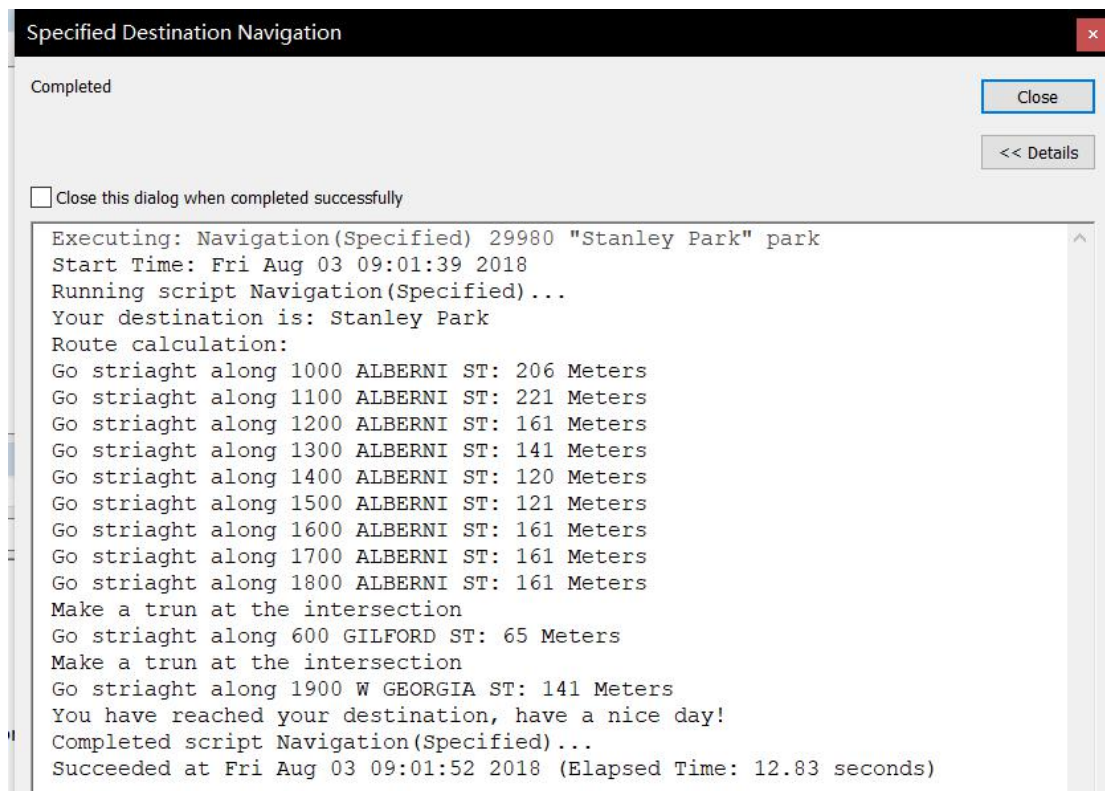 Specified Destination Navigation
Completed
Close
<< Details
Close this dialog when completed successfully
Executing: Navigation(Specified) 29980 "Stanley Park" park
Start Time: Fri Aug 03 09:01:39 2018
Running script Navigation(Specified)...
Your destination is: Stanley Park
Route calculation:
Go striaght along 1000 ALBERNI ST: 206 Meters
Go striaght along 1100 ALBERNI ST: 221 Meters
Go striaght along 1200 ALBERNI ST: 161 Meters
Go striaght along 1300 ALBERNI ST: 141 Meters
Go striaght along 1400 ALBERNI ST: 120 Meters
Go striaght along 1500 ALBERNI ST: 121 Meters
Go striaght along 1600 ALBERNI ST: 161 Meters
Go striaght along 1700 ALBERNI ST: 161 Meters
Go striaght along 1800 ALBERNI ST: 161 Meters
Make a trun at the intersection
Go striaght along 600 GILFORD ST: 65 Meters
Make a trun at the intersection
Go striaght along 1900 W GEORGIA ST: 141 Meters
You have reached your destination, have a nice day!
Completed script Navigation(Specified)...
Succeeded at Fri Aug 03 09:01:52 2018 (Elapsed Time: 12.83 seconds)